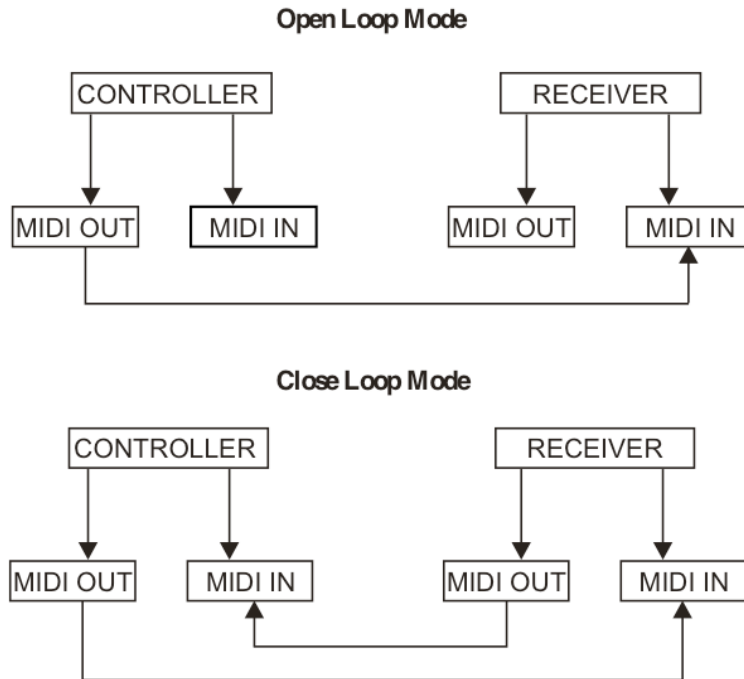 Open Loop Mode
CONTROLLER RECEIVER
MIDI OUT MIDI IN MIDI OUT MIDI IN
Close Loop Mode
CONTROLLER RECEIVER
MIDI OUT MIDI IN MIDI OUT MIDI IN